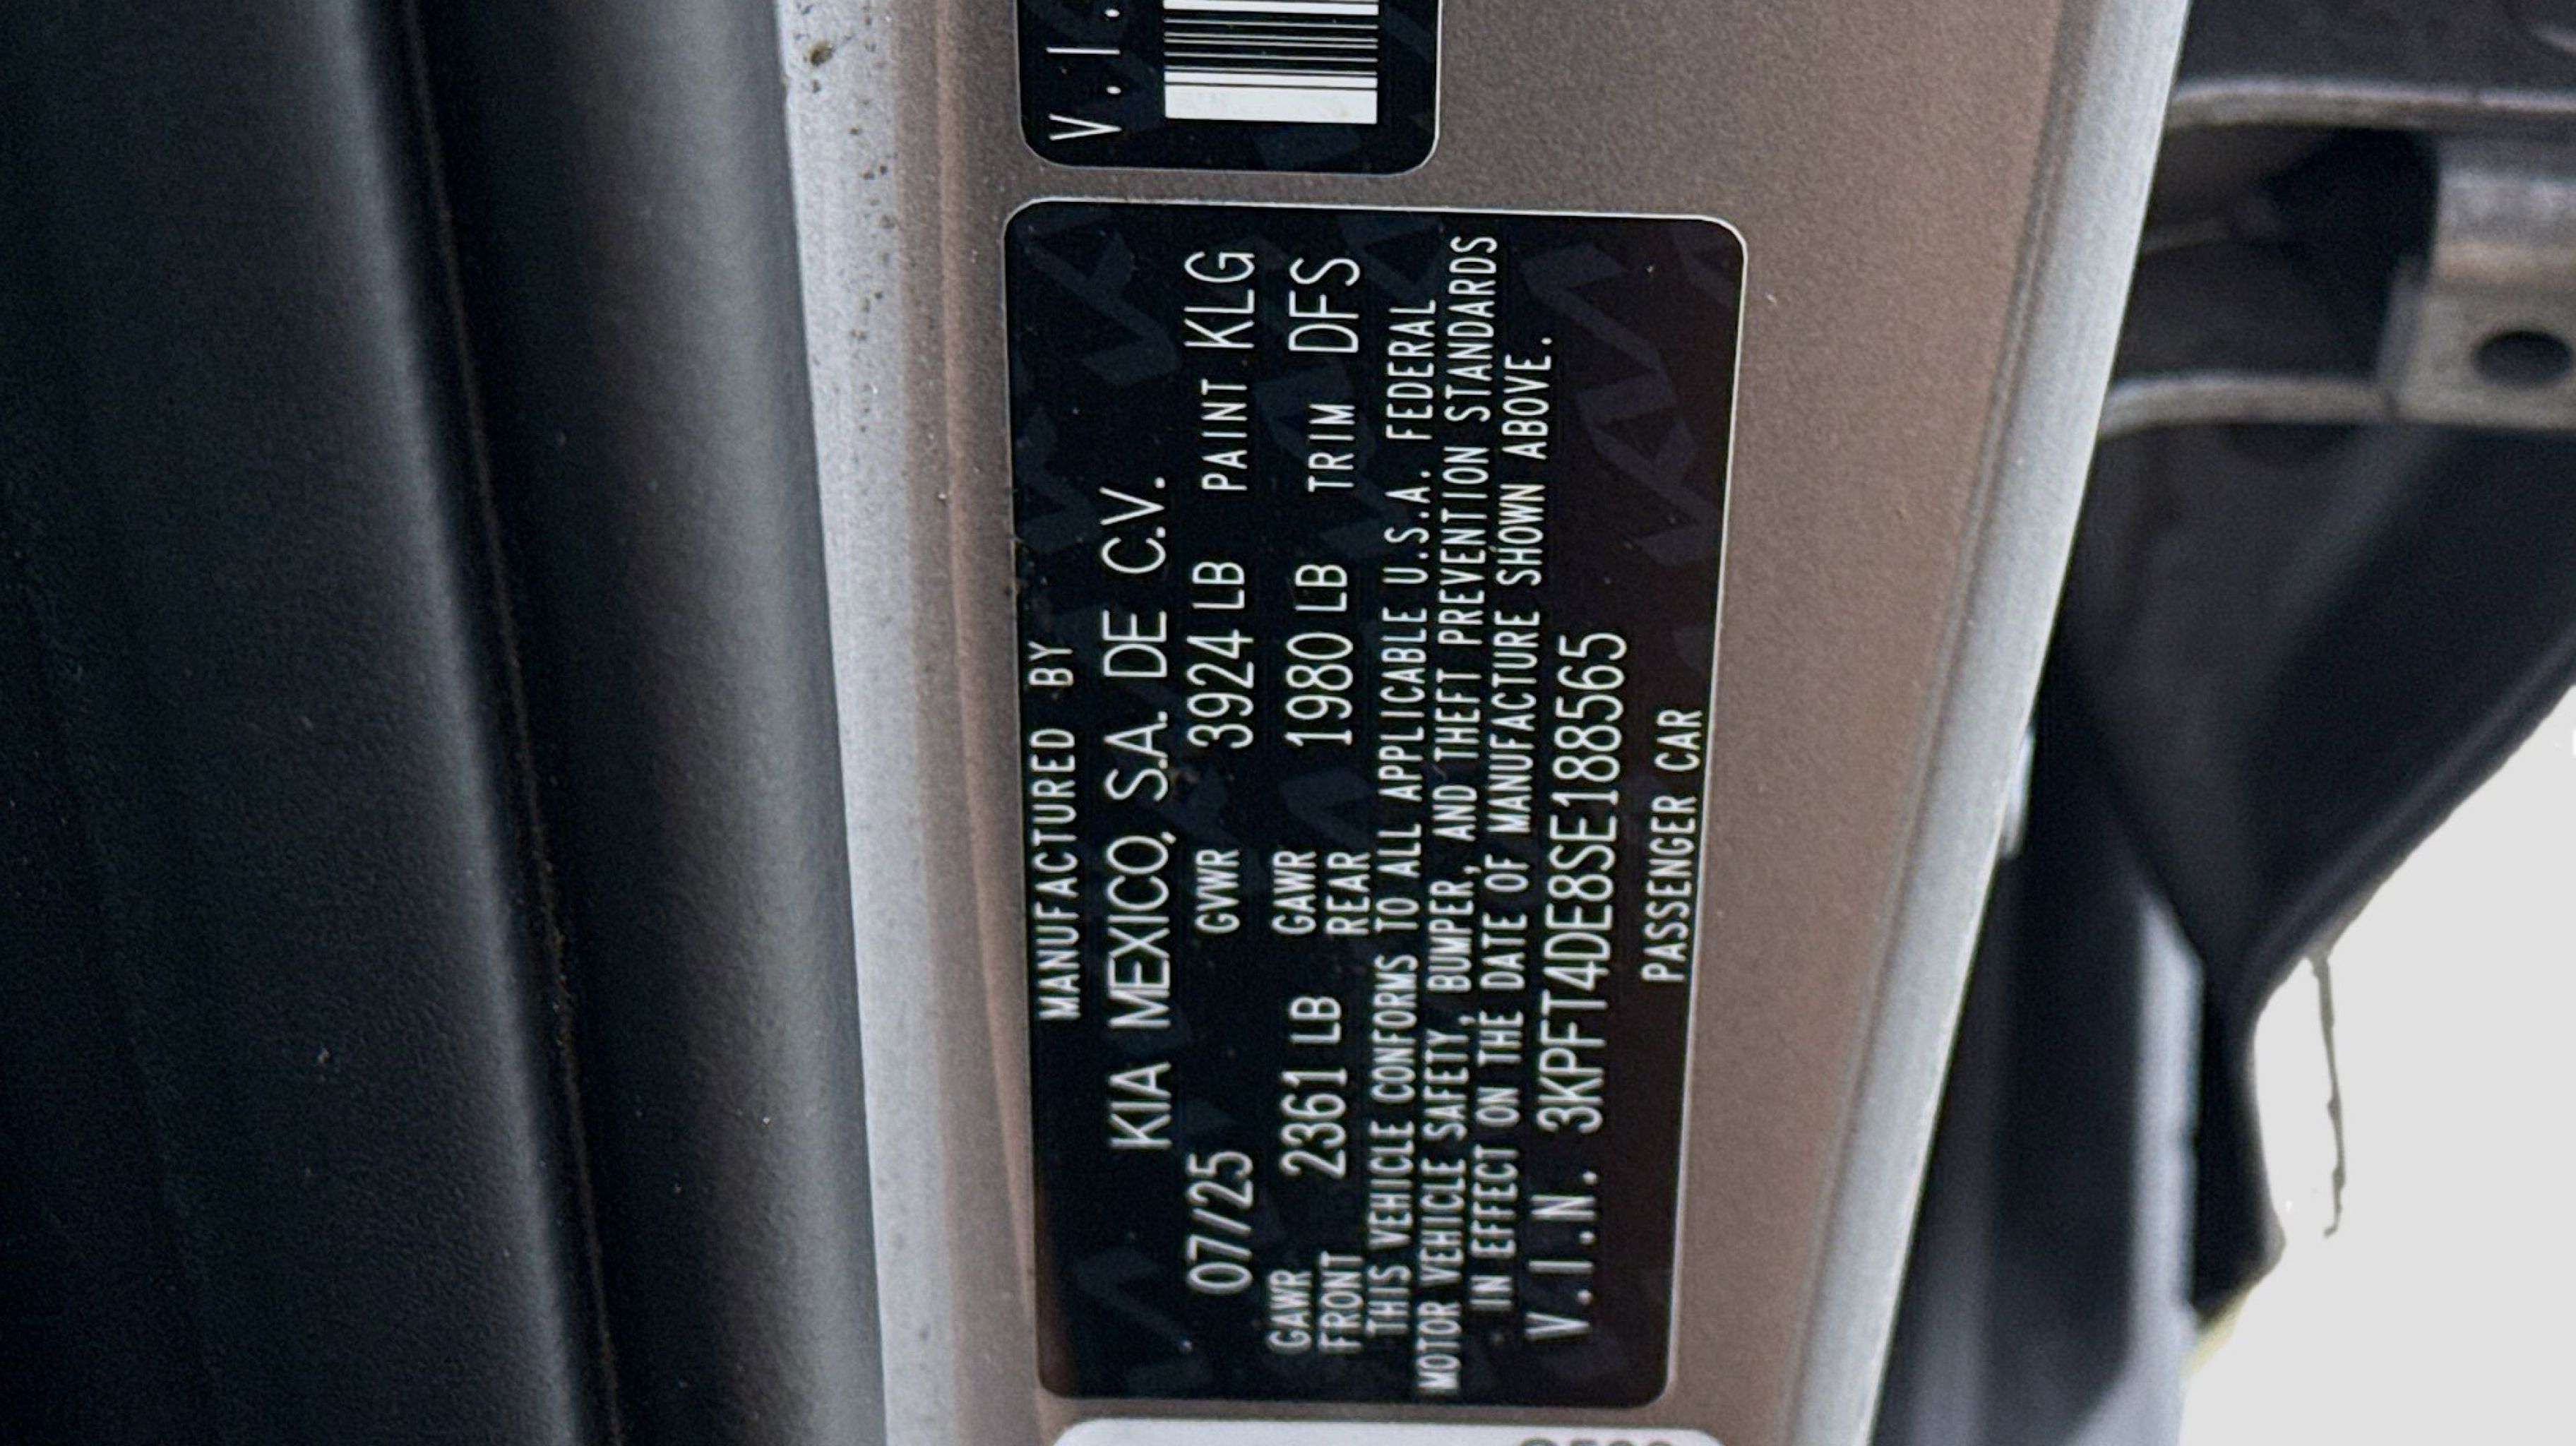 V.I.
MANUFACTURED BY
KIA MEXICO, S.A. DE C.V.
07/25 GVWR 3924 LB PAINT KLG
GAWR FRONT 2361 LB GAWR REAR 1980 LB TRIM DFS
THIS VEHICLE CONFORMS TO ALL APPLICABLE U.S.A. FEDERAL
MOTOR VEHICLE SAFETY, BUMPER, AND THEFT PREVENTION STANDARDS
IN EFFECT ON THE DATE OF MANUFACTURE SHOWN ABOVE.
V.I.N. 3KPFT4DE8SE188565
PASSENGER CAR